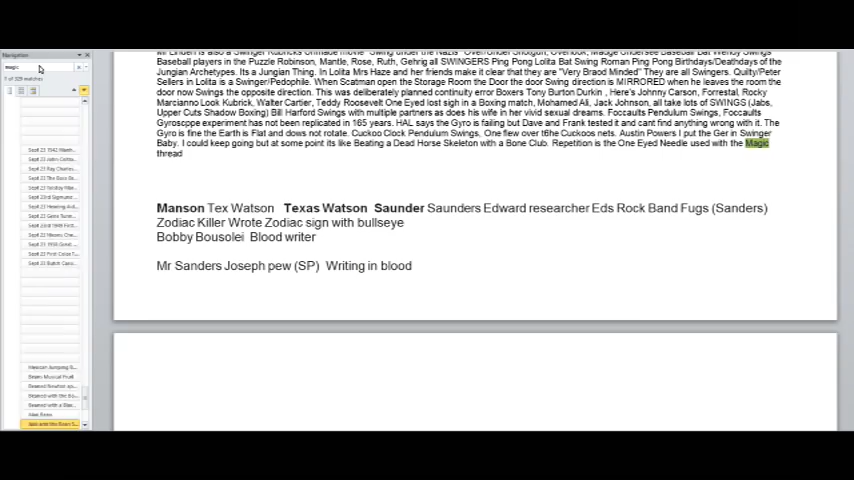 Navigation
magic
1 of 329 matches
Mr Linden is also a Swinger Kubricks Unmade movie "Swing under the Nazis" Over/Under Shotgun, Overlook, Madge Undersee Baseball Bat Wendy Swings
Baseball players in the Puzzle Robinson, Mantle, Rose, Ruth, Gehrig all SWINGERS Ping Pong Lolita Bat Swing Roman Ping Pong Birthdays/Deathdays of the
Jungian Archetypes. Its a Jungian Thing. In Lolita Mrs Haze and her friends make it clear that they are "Very Braod Minded" They are all Swingers. Quilty/Peter
Sellers in Lolita is a Swinger/Pedophile. When Scatman open the Storage Room the Door the door Swing direction is MIRRORED when he leaves the room the
door now Swings the opposite direction. This was deliberately planned continuity error Boxers Tony Burton Durkin , Here's Johnny Carson, Forrestal, Rocky
Marcianno Look Kubrick, Walter Cartier, Teddy Roosevelt One Eyed lost sigh in a Boxing match, Mohamed Ali, Jack Johnson, all take lots of SWINGS (Jabs,
Upper Cuts Shadow Boxing) Bill Harford Swings with multiple partners as does his wife in her vivid sexual dreams. Foccaults Pendulum Swings, Foccaults
Gyroscoppe experiment has not been replicated in 165 years. HAL says the Gyro is failing but Dave and Frank tested it and cant find anything wrong with it. The
Gyro is fine the Earth is Flat and dows not rotate. Cuckoo Clock Pendulum Swings, One flew over t6he Cuckoos nets. Austin Powers I put the Ger in Swinger
Baby. I could keep going but at some point its like Beating a Dead Horse Skeleton with a Bone Club. Repetition is the One Eyed Needle used with the Magic
thread
Manson Tex Watson Texas Watson Saunder Saunders Edward researcher Eds Rock Band Fugs (Sanders)
Zodiac Killer Wrote Zodiac sign with bullseye
Bobby Bousolei Blood writer
Mr Sanders Joseph pew (SP) Writing in blood